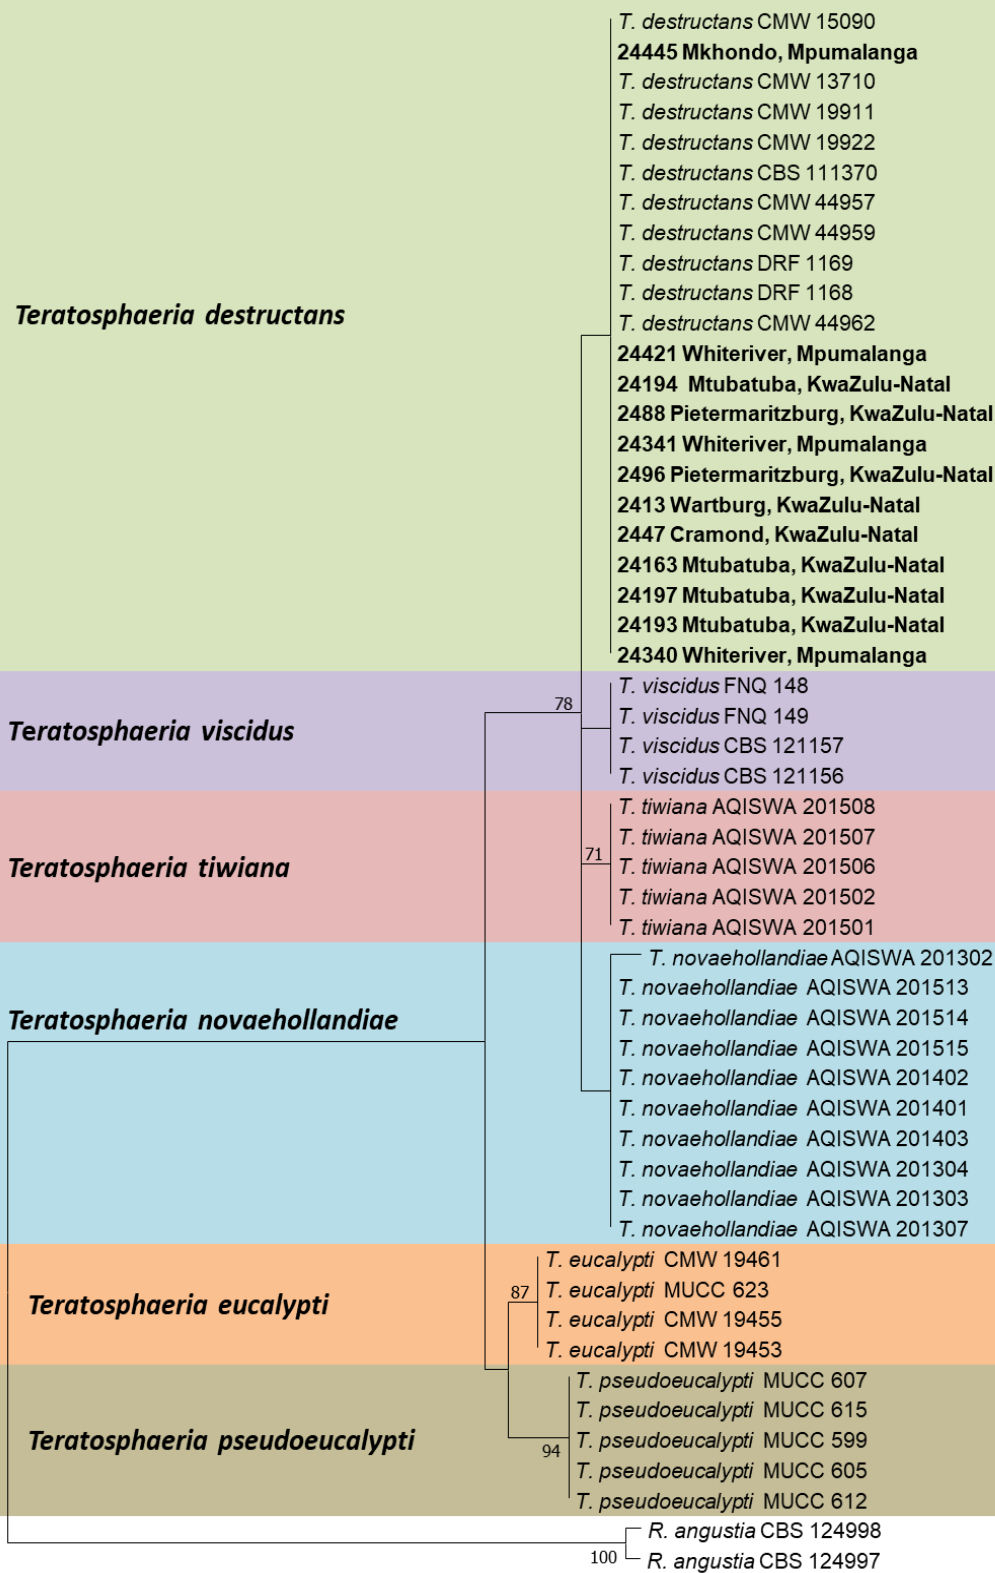 T. destructans CMW 15090
24445 Mkhondo, Mpumalanga
T. destructans CMW 13710
T. destructans CMW 19911
T. destructans CMW 19922
T. destructans CBS 111370
T. destructans CMW 44957
T. destructans CMW 44959
T. destructans DRF 1169
T. destructans DRF 1168
Teratosphaeria destructans
T. destructans CMW 44962
24421 Whiteriver, Mpumalanga
24194 Mtubatuba, KwaZulu-Natal
2488 Pietermaritzburg, KwaZulu-Natal
24341 Whiteriver, Mpumalanga
2496 Pietermaritzburg, KwaZulu-Natal
2413 Wartburg, KwaZulu-Natal
2447 Cramond, KwaZulu-Natal
24163 Mtubatuba, KwaZulu-Natal
24197 Mtubatuba, KwaZulu-Natal
24193 Mtubatuba, KwaZulu-Natal
24340 Whiteriver, Mpumalanga
T. viscidus FNQ 148
78
T. viscidus FNQ 149
Teratosphaeria viscidus
T. viscidus CBS 121157
T. viscidus CBS 121156
T. tiwiana AQISWA 201508
T. tiwiana AQISWA 201507
71
Teratosphaeria tiwiana
T. tiwiana AQISWA 201506
T. tiwiana AQISWA 201502
T. tiwiana AQISWA 201501
T. novaehollandiae AQISWA 201302
T. novaehollandiae AQISWA 201513
Teratosphaeria novaehollandiae
T. novaehollandiae AQISWA 201514
T. novaehollandiae AQISWA 201515
T. novaehollandiae AQISWA 201402
T. novaehollandiae AQISWA 201401
T. novaehollandiae AQISWA 201403
T. novaehollandiae AQISWA 201304
T. novaehollandiae AQISWA 201303
T. novaehollandiae AQISWA 201307
T. eucalypti CMW 19461
87
T. eucalypti MUCC 623
Teratosphaeria eucalypti
T. eucalypti CMW 19455
T. eucalypti CMW 19453
T. pseudoeucalypti MUCC 607
T. pseudoeucalypti MUCC 615
Teratosphaeria pseudoeucalypti
T. pseudoeucalypti MUCC 599
94
T. pseudoeucalypti MUCC 605
T. pseudoeucalypti MUCC 612
R. angustia CBS 124998
100
R. angustia CBS 124997